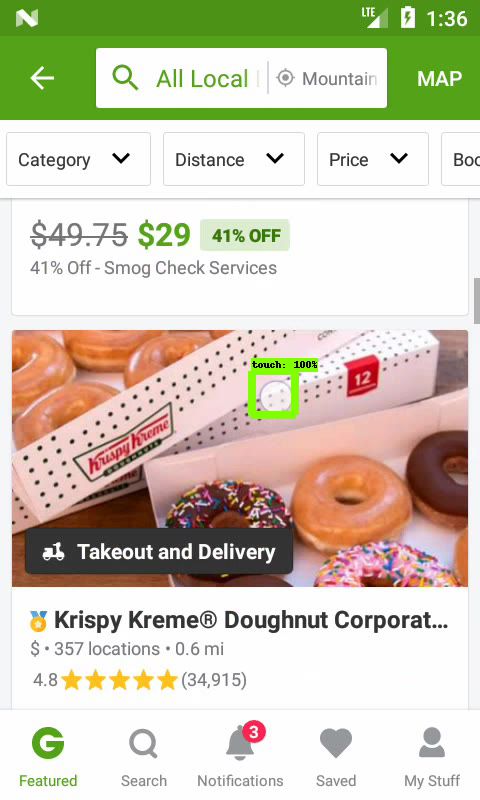 LTE 1:36
All Local Mountain MAP
Category Distance Price Boo
$49.75 $29 41% OFF
41% Off - Smog Check Services
touch: 100%
12
Krispy Kreme
DOUGHNUTS
Takeout and Delivery
Krispy Kreme® Doughnut Corporat...
$ • 357 locations • 0.6 mi
4.8 (34,915)
3
Featured Search Notifications Saved My Stuff